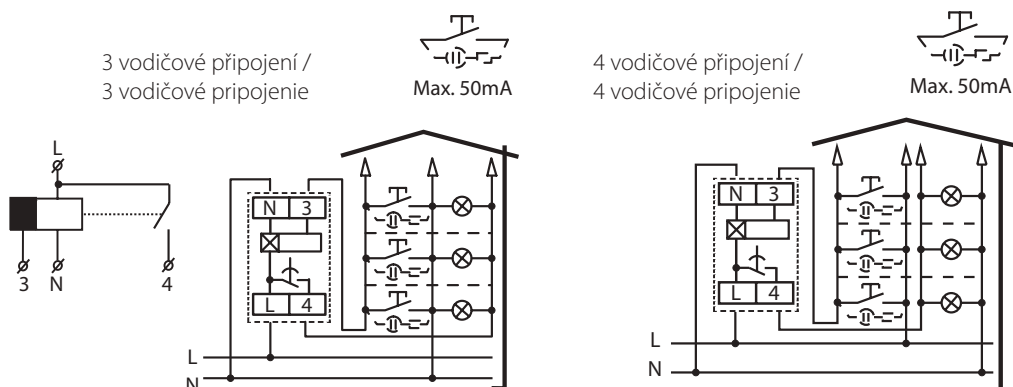 3 vodičové připojení /
3 vodičové pripojenie
Max. 50mA
4 vodičové připojení /
4 vodičové pripojenie
Max. 50mA
L
3 N 4
N 3
L 4
L
N
N 3
L 4
L
N